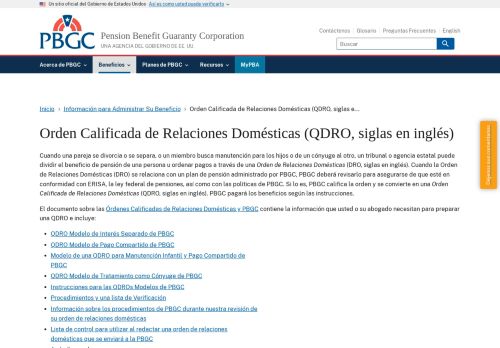 Un sitio oficial del Gobierno de Estados Unidos Así es como usted puede verificarlo
Contáctenos Glosario Preguntas Frecuentes English
PBGC
Pension Benefit Guaranty Corporation
UNA AGENCIA DEL GOBIERNO DE EE. UU
Buscar
Acerca de PBGC Beneficios Planes de PBGC Recursos MyPBA
Inicio › Información para Administrar Su Beneficio › Orden Calificada de Relaciones Domésticas (QDRO, siglas e...
Orden Calificada de Relaciones Domésticas (QDRO, siglas en inglés)
Cuando una pareja se divorcia o se separa, o un miembro busca manutención para los hijos o de un cónyuge al otro, un tribunal o agencia estatal puede
dividir el beneficio de pensión de una persona u ordenar pagos a través de una Orden de Relaciones Domésticas (DRO, siglas en inglés). Cuando la Orden
de Relaciones Domésticas (DRO) se relaciona con un plan de pensión administrado por PBGC, PBGC deberá revisarlo para asegurarse de que esté en
conformidad con ERISA, la ley federal de pensiones, así como con las políticas de PBGC. Si lo es, PBGC califica la orden y se convierte en una Orden
Calificada de Relaciones Domésticas (QDRO, siglas en inglés). PBGC pagará los beneficios según las instrucciones.
El documento sobre las Órdenes Calificadas de Relaciones Domésticas y PBGC contiene la información que usted o su abogado necesitan para preparar
una QDRO e incluye:
QDRO Modelo de Interés Separado de PBGC
QDRO Modelo de Pago Compartido de PBGC
Modelo de una QDRO para Manutención Infantil y Pago Compartido de
PBGC
QDRO Modelo de Tratamiento como Cónyuge de PBGC
Instrucciones para las QDROs Modelos de PBGC
Procedimientos y una lista de Verificación
Información sobre los procedimientos de PBGC durante nuestra revisión de
su orden de relaciones domésticas
Lista de control para utilizar al redactar una orden de relaciones
domésticas que se enviará a la PBGC